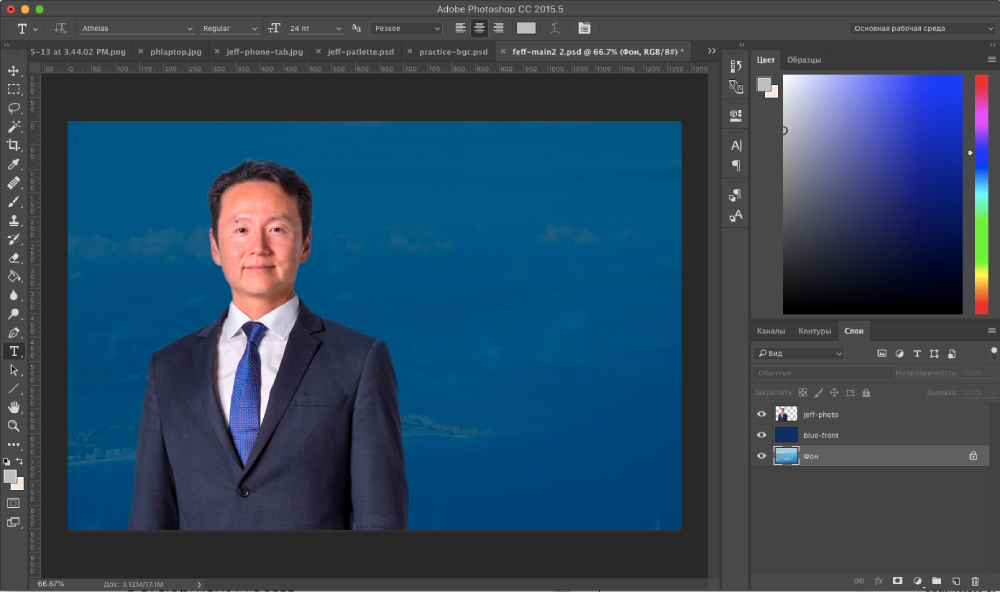 Adobe Photoshop CC 2015.5
T Athelas Regular 24 пт Резкое Основная рабочая среда
5-13 at 3.44.02 PM.png × phlaptop.jpg × jeff-phone-tab.jpg × jeff-patlette.psd × practice-bgc.psd × feff-main2 2.psd @ 66.7% (Фон, RGB/8#) *
50 0 50 100 150 200 250 300 350 400 450 500 550 600 650 700 750 800 850 900 950 1000 1050 1100 1150 1200 1250 1300
Цвет Образцы
Каналы Контуры Слои
Вид
Обычные Непрозрачность: 100%
Закрепить: Заливка: 100%
jeff-photo
blue-front
Фон
66.67% Док: 3.12M/17.1M